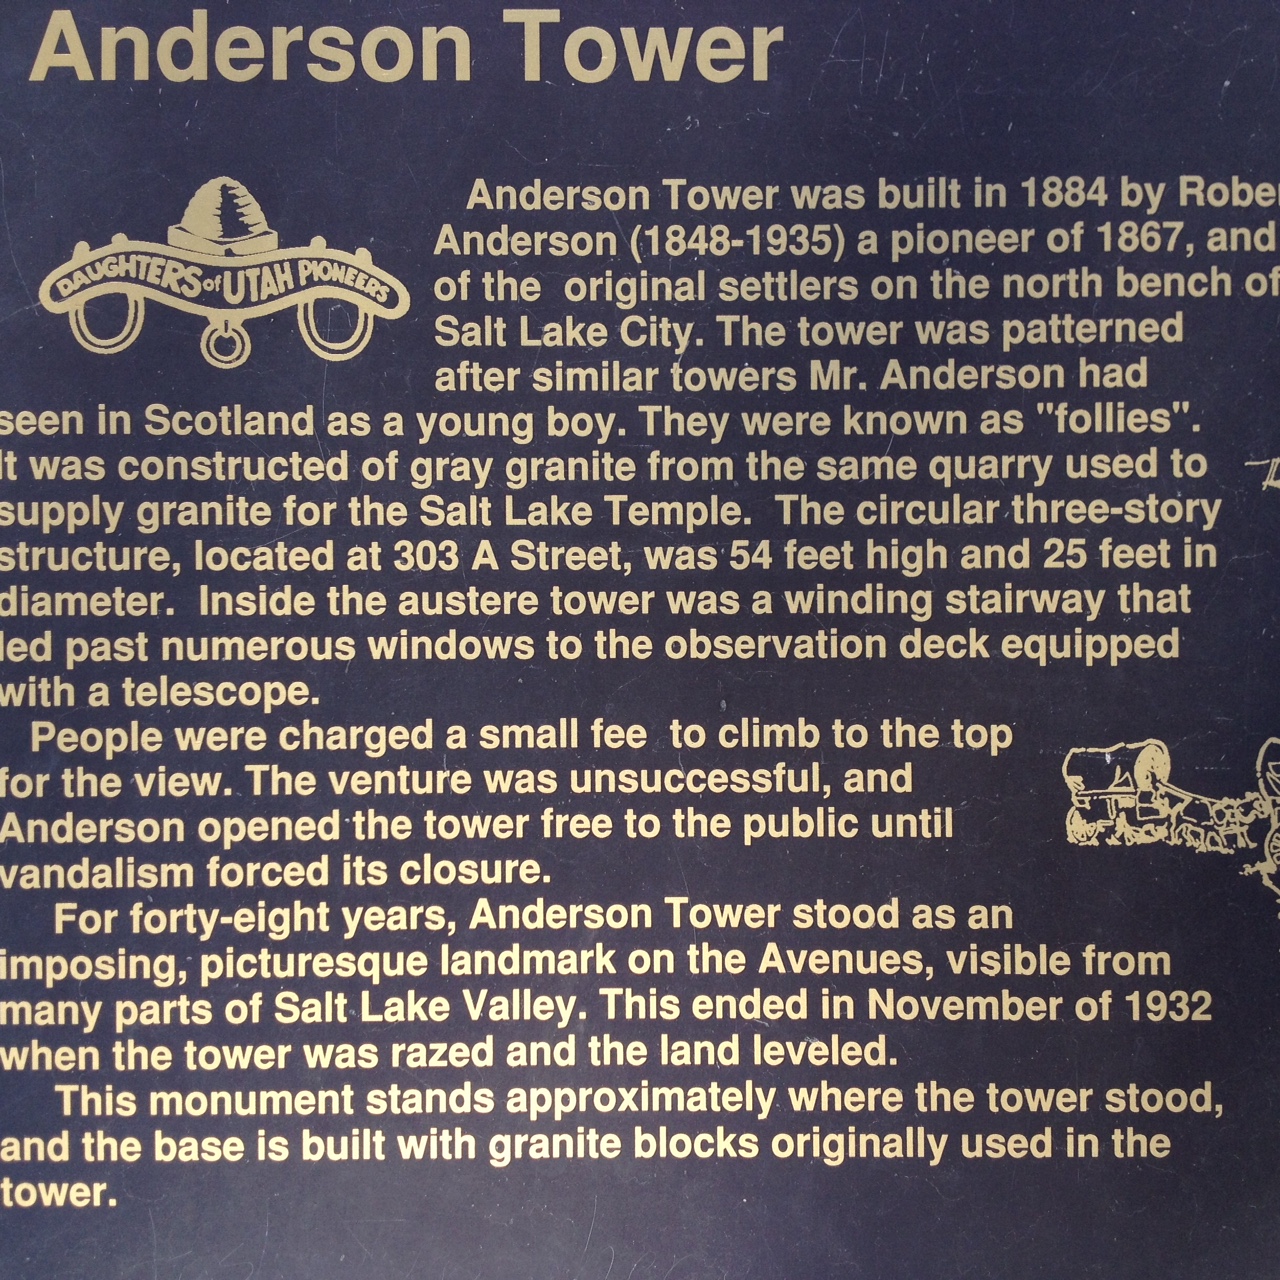 Anderson Tower
DAUGHTERS of UTAH PIONEERS
Anderson Tower was built in 1884 by Rober
Anderson (1848-1935) a pioneer of 1867, and
of the original settlers on the north bench of
Salt Lake City. The tower was patterned
after similar towers Mr. Anderson had
seen in Scotland as a young boy. They were known as "follies".
It was constructed of gray granite from the same quarry used to
supply granite for the Salt Lake Temple. The circular three-story
structure, located at 303 A Street, was 54 feet high and 25 feet in
diameter. Inside the austere tower was a winding stairway that
led past numerous windows to the observation deck equipped
with a telescope.
People were charged a small fee to climb to the top
for the view. The venture was unsuccessful, and
Anderson opened the tower free to the public until
vandalism forced its closure.
For forty-eight years, Anderson Tower stood as an
imposing, picturesque landmark on the Avenues, visible from
many parts of Salt Lake Valley. This ended in November of 1932
when the tower was razed and the land leveled.
This monument stands approximately where the tower stood,
and the base is built with granite blocks originally used in the
tower.